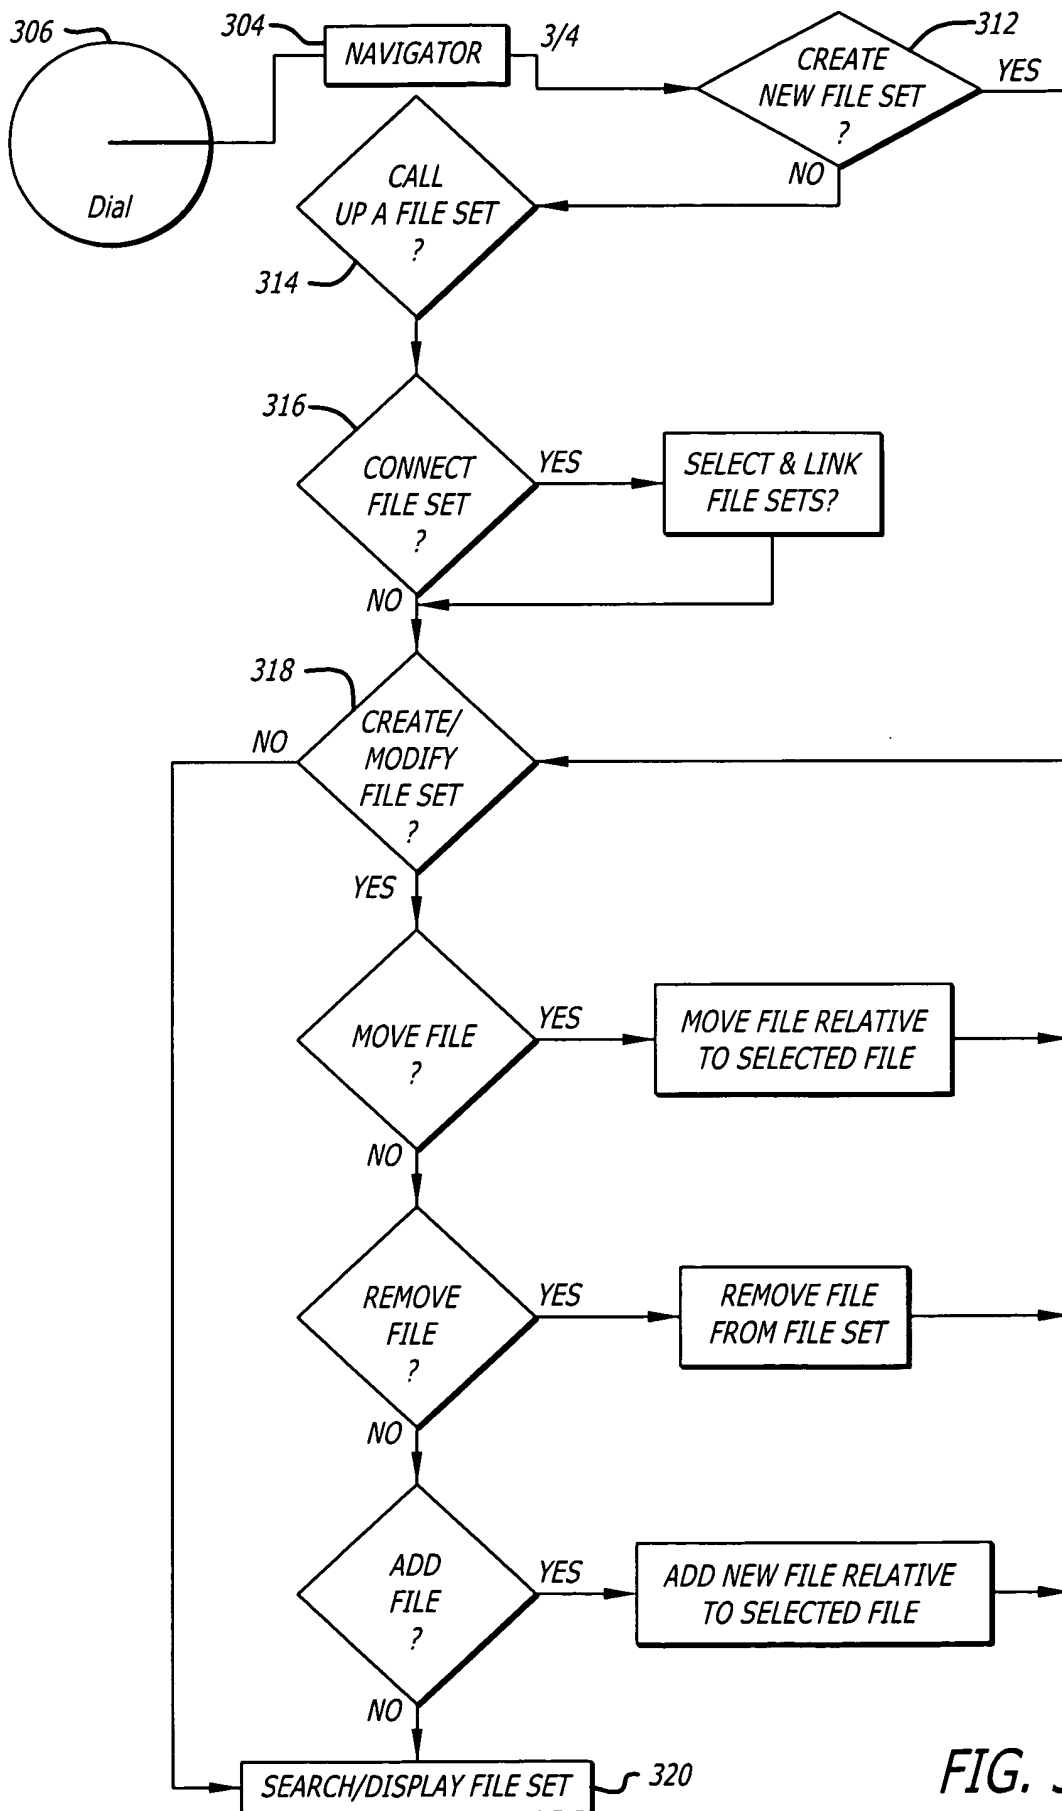 306
304
NAVIGATOR
3/4
312
CREATE
NEW FILE SET
?
YES
NO
Dial
CALL
UP A FILE SET
?
314
316
CONNECT
FILE SET
?
YES
SELECT & LINK
FILE SETS?
NO
318
CREATE/
MODIFY
FILE SET
?
NO
YES
MOVE FILE
?
YES
MOVE FILE RELATIVE
TO SELECTED FILE
NO
REMOVE
FILE
?
YES
REMOVE FILE
FROM FILE SET
NO
ADD
FILE
?
YES
ADD NEW FILE RELATIVE
TO SELECTED FILE
NO
SEARCH/DISPLAY FILE SET
320
FIG.